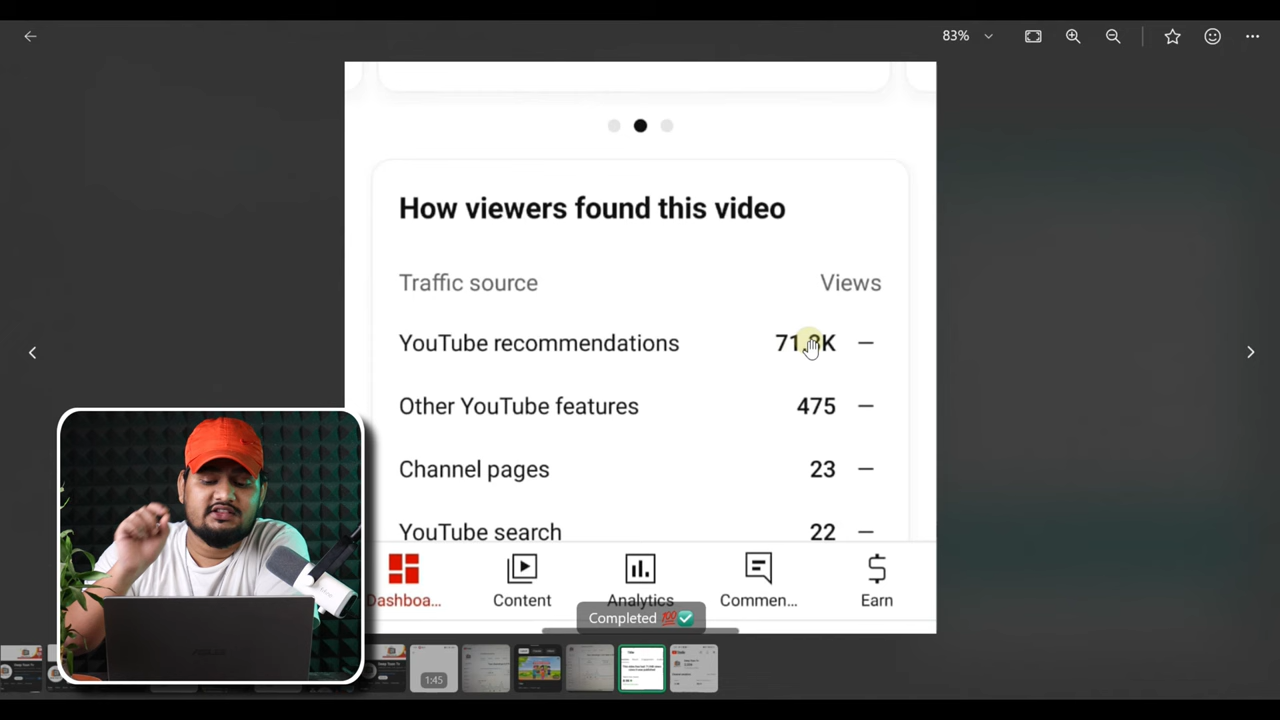 83%
How viewers found this video
Traffic source Views
YouTube recommendations —
Other YouTube features 475 —
Channel pages 23 —
YouTube search 22 —
Dashboa... Content Analytics Commen... Earn
Completed 💯✅
1:45